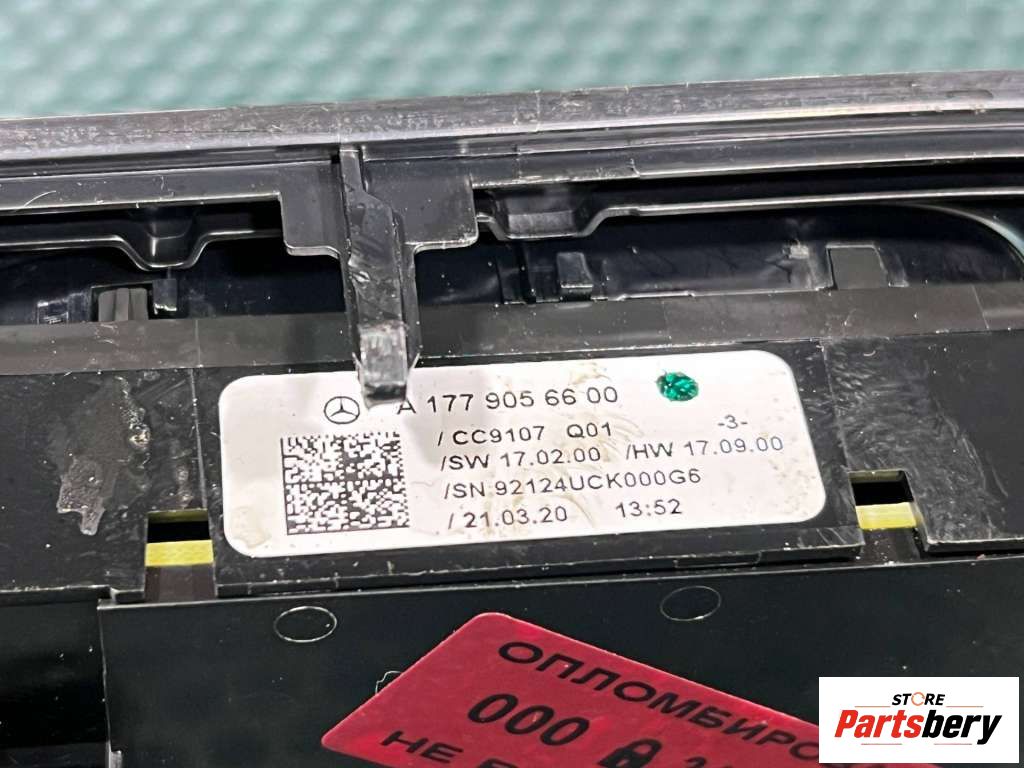 A 177 905 66 00
/ CC9107 Q01 -3-
/SW 17.02.00 /HW 17.09.00
/SN 92124UCK000G6
/ 21.03.20 13:52
000
НЕ
STORE
Partsbery